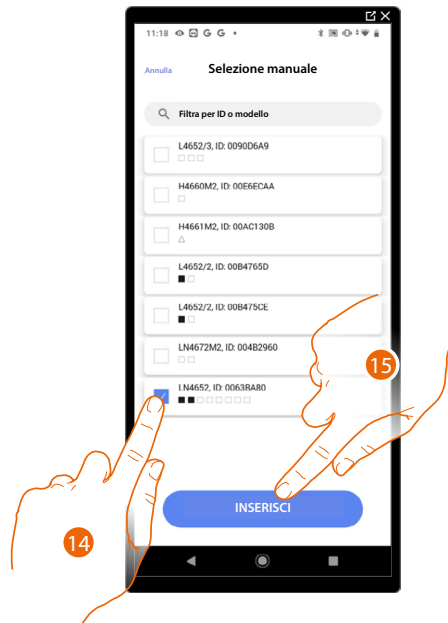 11:18 G G
Annulla Selezione manuale
Filtra per ID o modello
L4652/3, ID: 0090D6A9
H4660M2, ID: 00E6ECAA
H4661M2, ID: 00AC130B
L4652/2, ID: 00B4765D
L4652/2, ID: 00B475CE
LN4672M2, ID: 004B2960
15
LN4652, ID: 0063BA80
INSERISCI
14